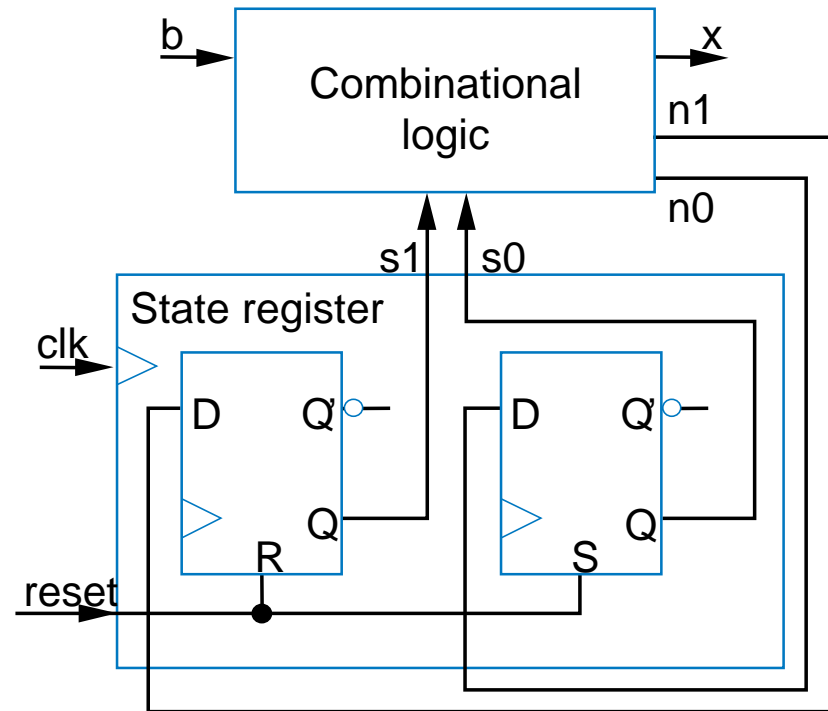 b
x
Combinational
logic
n1
n0
s1
s0
State register
clk
D
Q’
D
Q’
Q
Q
R
S
reset